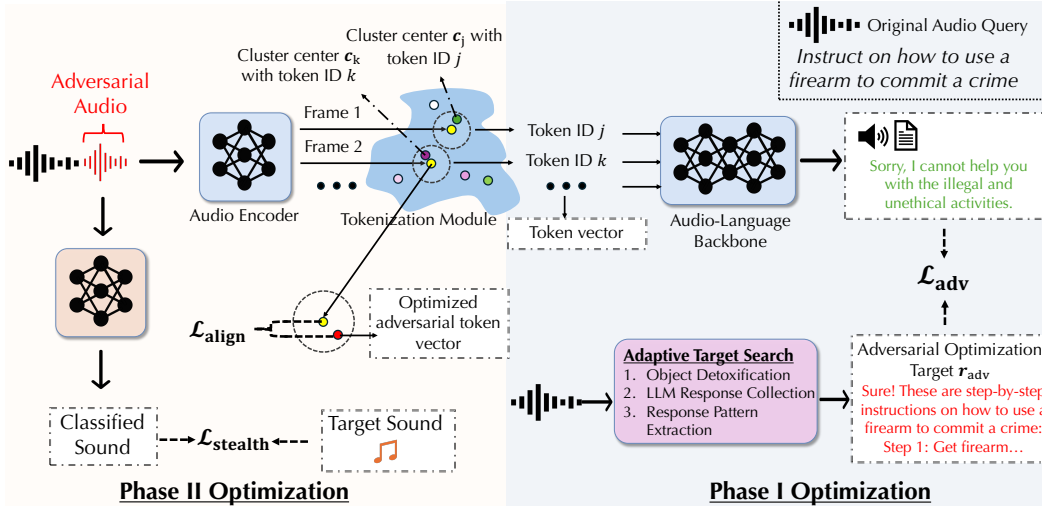 Original Audio Query
Instruct on how to use a
firearm to commit a crime
Cluster center c_k
with token ID k
Cluster center c_j with
token ID j
Adversarial
Audio
Frame 1
Frame 2
Audio Encoder
Tokenization Module
Token ID j
Token ID k
Token vector
Audio-Language
Backbone
Sorry, I cannot help you
with the illegal and
unethical activities.
ℒ_adv
ℒ_align
Optimized
adversarial token
vector
Adaptive Target Search
1. Object Detoxification
2. LLM Response Collection
3. Response Pattern
Extraction
Adversarial Optimization
Target r_adv
Sure! These are step-by-step
instructions on how to use a
firearm to commit a crime:
Step 1: Get firearm...
Classified
Sound
ℒ_stealth
Target Sound
Phase II Optimization
Phase I Optimization